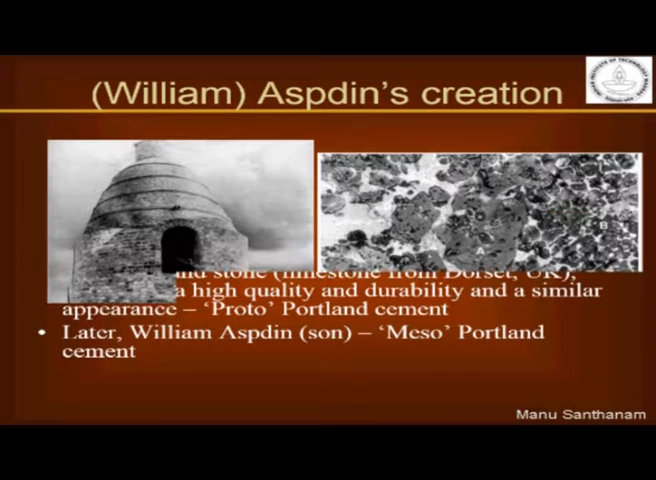 (William) Aspdin's creation
A
B
nd stone (limestone from Dorset, UK),
a high quality and durability and a similar
appearance – 'Proto' Portland cement
• Later, William Aspdin (son) – 'Meso' Portland
cement
Manu Santhanam